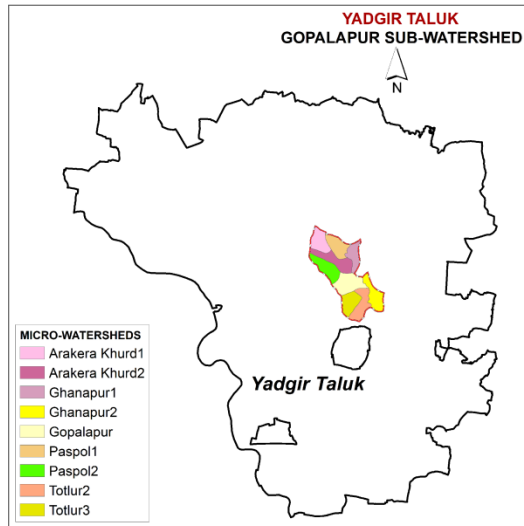 YADGIR TALUK
GOPALAPUR SUB-WATERSHED
N
MICRO-WATERSHEDS
Arakera Khurd1
Arakera Khurd2
Ghanapur1
Ghanapur2
Gopalapur
Paspol1
Paspol2
Totlur2
Totlur3
Yadgir Taluk